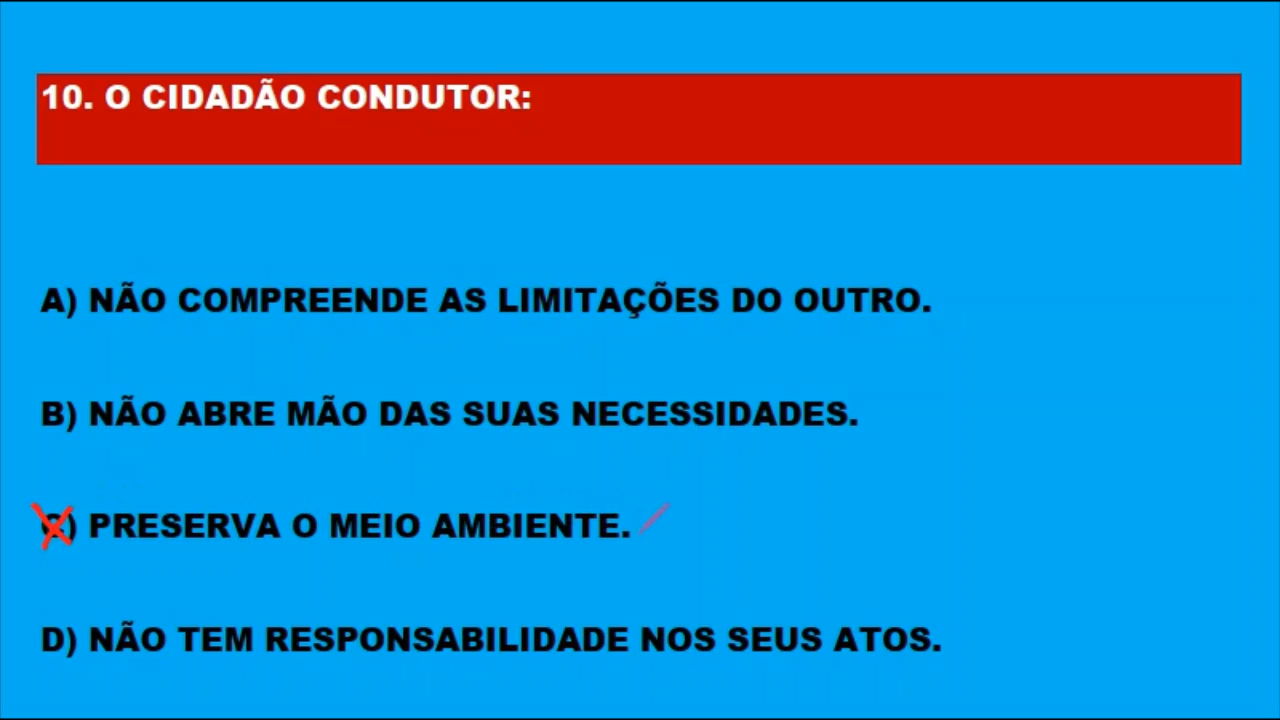 10. O CIDADÃO CONDUTOR:
A) NÃO COMPREENDE AS LIMITAÇÕES DO OUTRO.
B) NÃO ABRE MÃO DAS SUAS NECESSIDADES.
C) PRESERVA O MEIO AMBIENTE.
D) NÃO TEM RESPONSABILIDADE NOS SEUS ATOS.